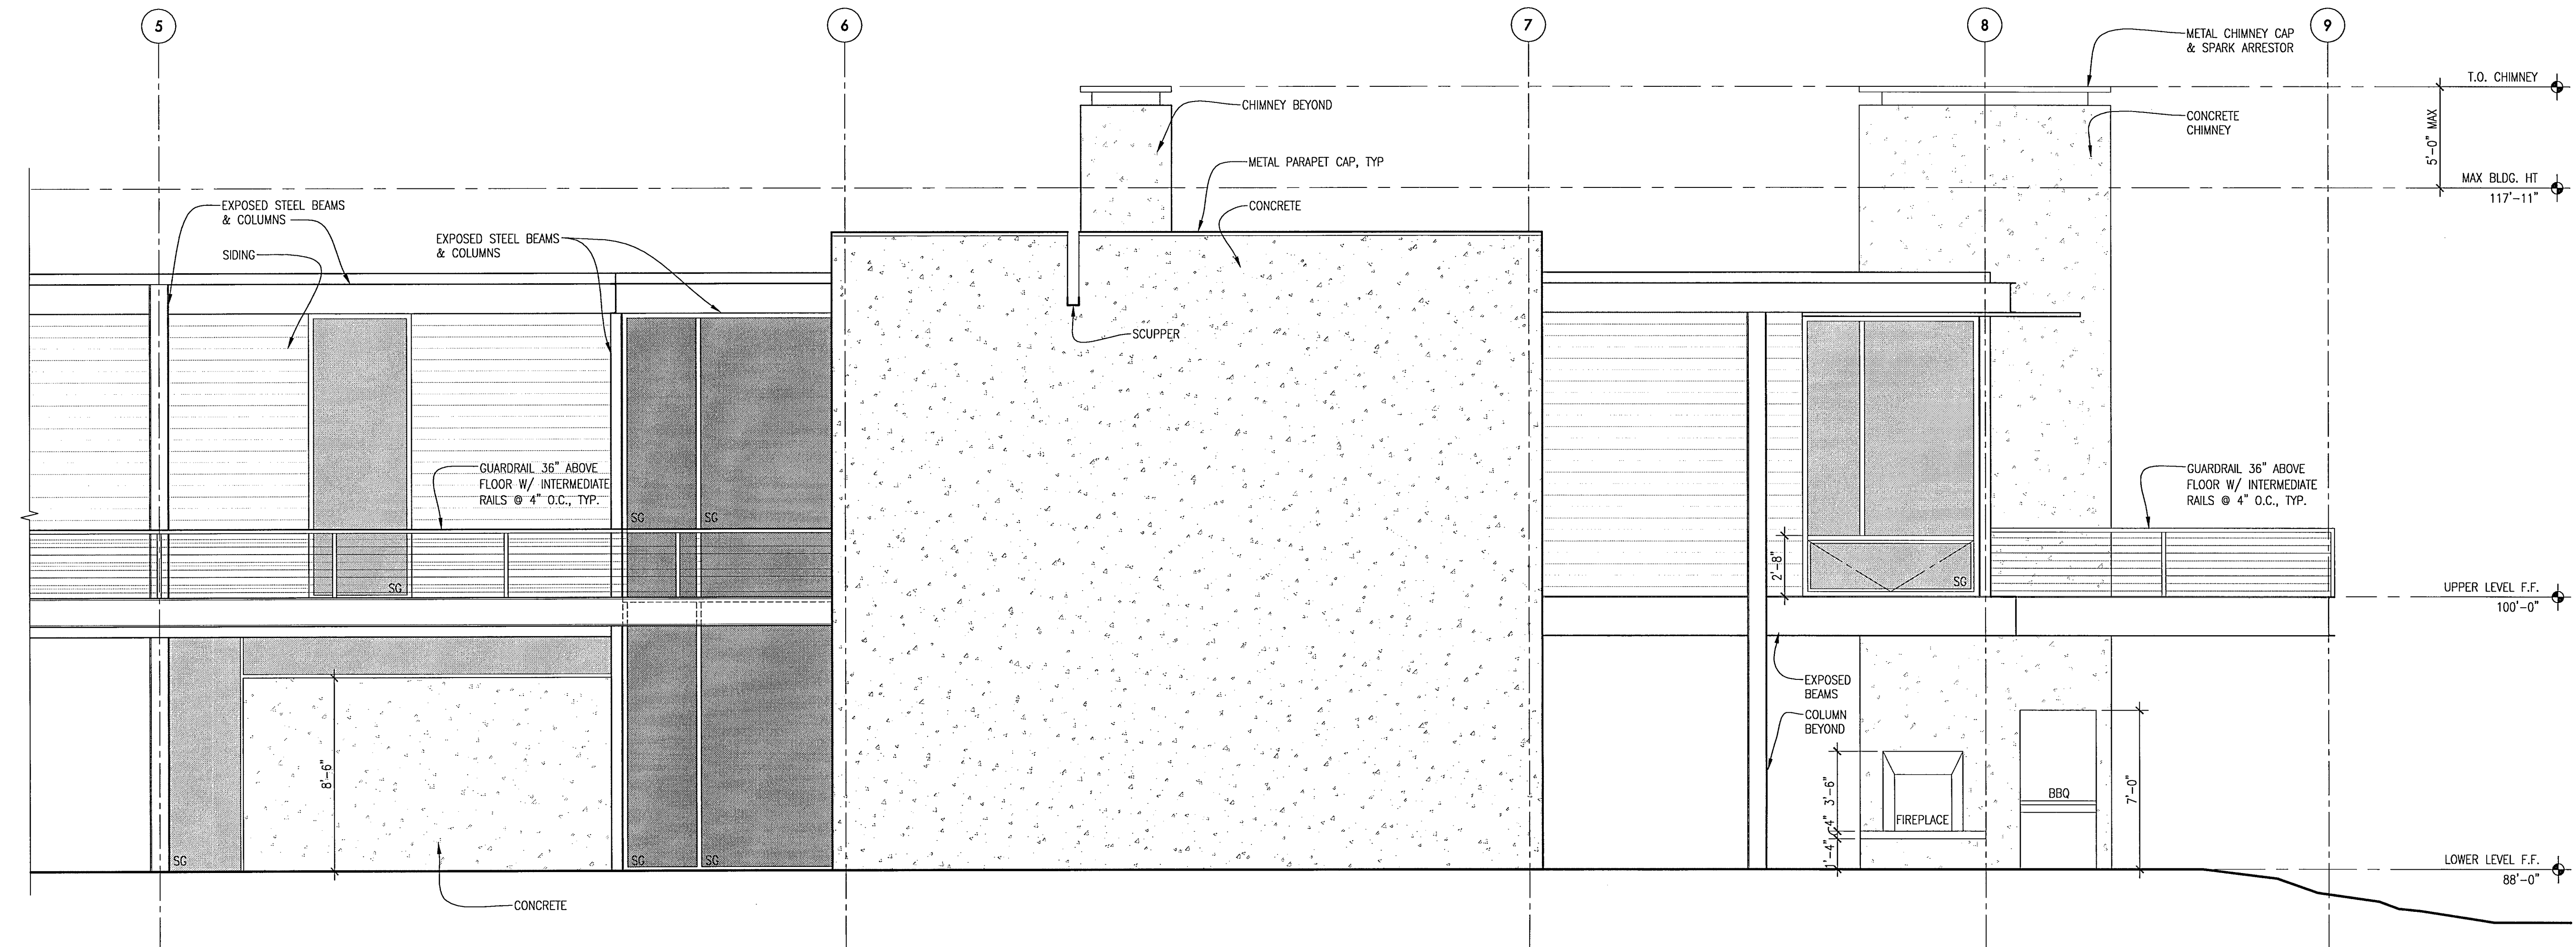 5
6
7
8
9
METAL CHIMNEY CAP
& SPARK ARRESTOR
T.O. CHIMNEY
CHIMNEY BEYOND
CONCRETE
CHIMNEY
5'-0" MAX
METAL PARAPET CAP, TYP
MAX BLDG. HT
117'-11"
EXPOSED STEEL BEAMS
& COLUMNS
CONCRETE
EXPOSED STEEL BEAMS
& COLUMNS
SIDING
SCUPPER
GUARDRAIL 36" ABOVE
FLOOR W/ INTERMEDIATE
RAILS @ 4" O.C., TYP.
GUARDRAIL 36" ABOVE
FLOOR W/ INTERMEDIATE
RAILS @ 4" O.C., TYP.
SG
SG
2'-8"
SG
SG
UPPER LEVEL F.F.
100'-0"
EXPOSED
BEAMS
COLUMN
BEYOND
8'-6"
3'-6"
4"
1'-4"
FIREPLACE
BBQ
7'-0"
SG
SG
SG
LOWER LEVEL F.F.
88'-0"
CONCRETE